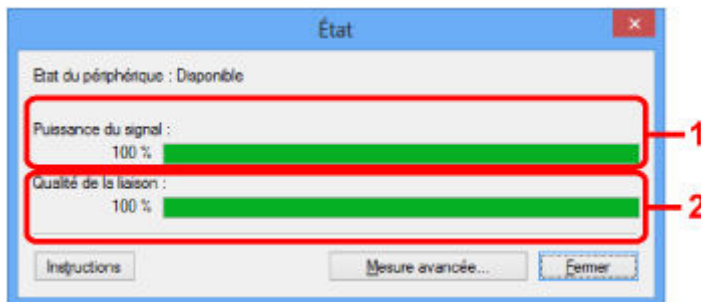 État
Etat du périphérique : Disponible
Puissance du signal :
100 %
1
Qualité de la liaison :
100 %
2
Instructions Mesure avancée... Fermer